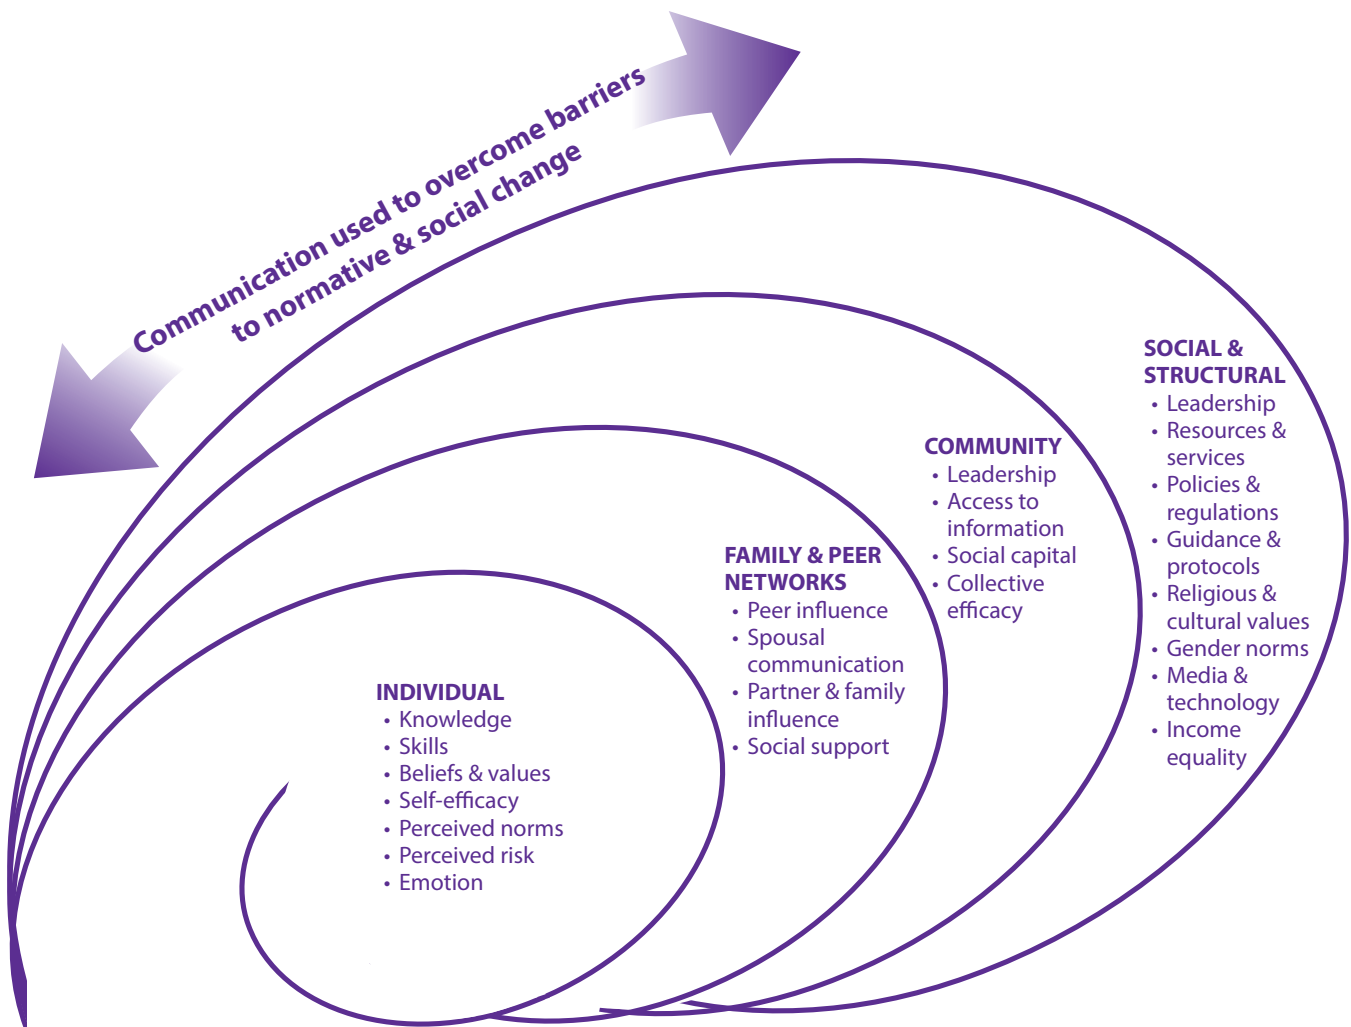 Communication used to overcome barriers
to normative & social change
INDIVIDUAL
• Knowledge
• Skills
• Beliefs & values
• Self-efficacy
• Perceived norms
• Perceived risk
• Emotion
FAMILY & PEER
NETWORKS
• Peer influence
• Spousal
communication
• Partner & family
influence
• Social support
COMMUNITY
• Leadership
• Access to
information
• Social capital
• Collective
efficacy
SOCIAL &
STRUCTURAL
• Leadership
• Resources &
services
• Policies &
regulations
• Guidance &
protocols
• Religious &
cultural values
• Gender norms
• Media &
technology
• Income
equality